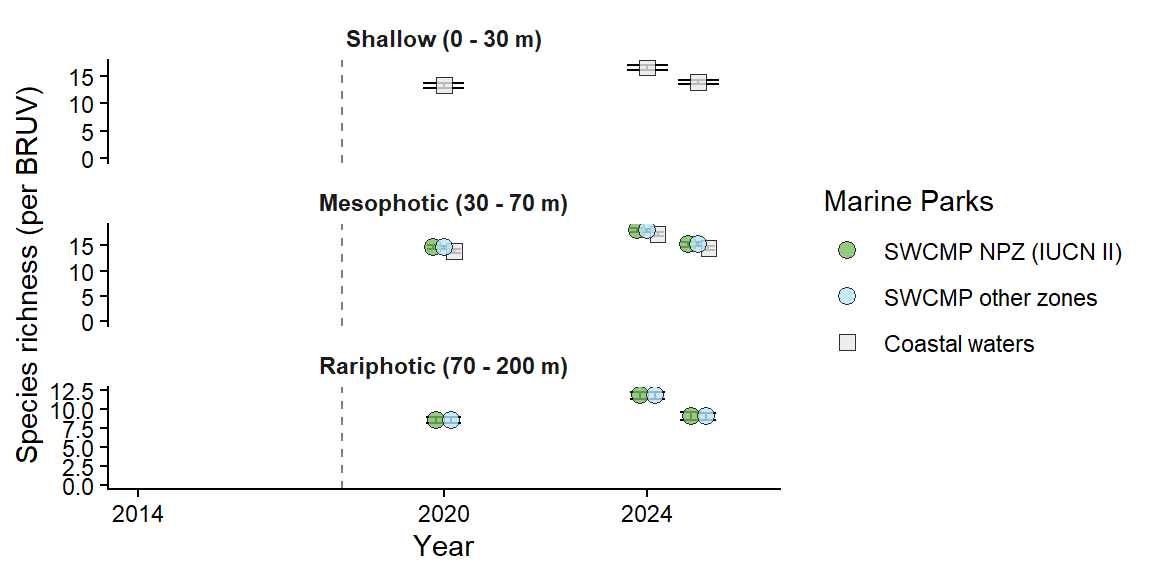 Shallow (0 - 30 m)
15
10
5
0
Mesophotic (30 - 70 m)
15
10
5
0
Rariphotic (70 - 200 m)
12.5
10.0
7.5
5.0
2.5
0.0
2014
2020
2024
Year
Species richness (per BRUV)
Marine Parks
SWCMP NPZ (IUCN II)
SWCMP other zones
Coastal waters